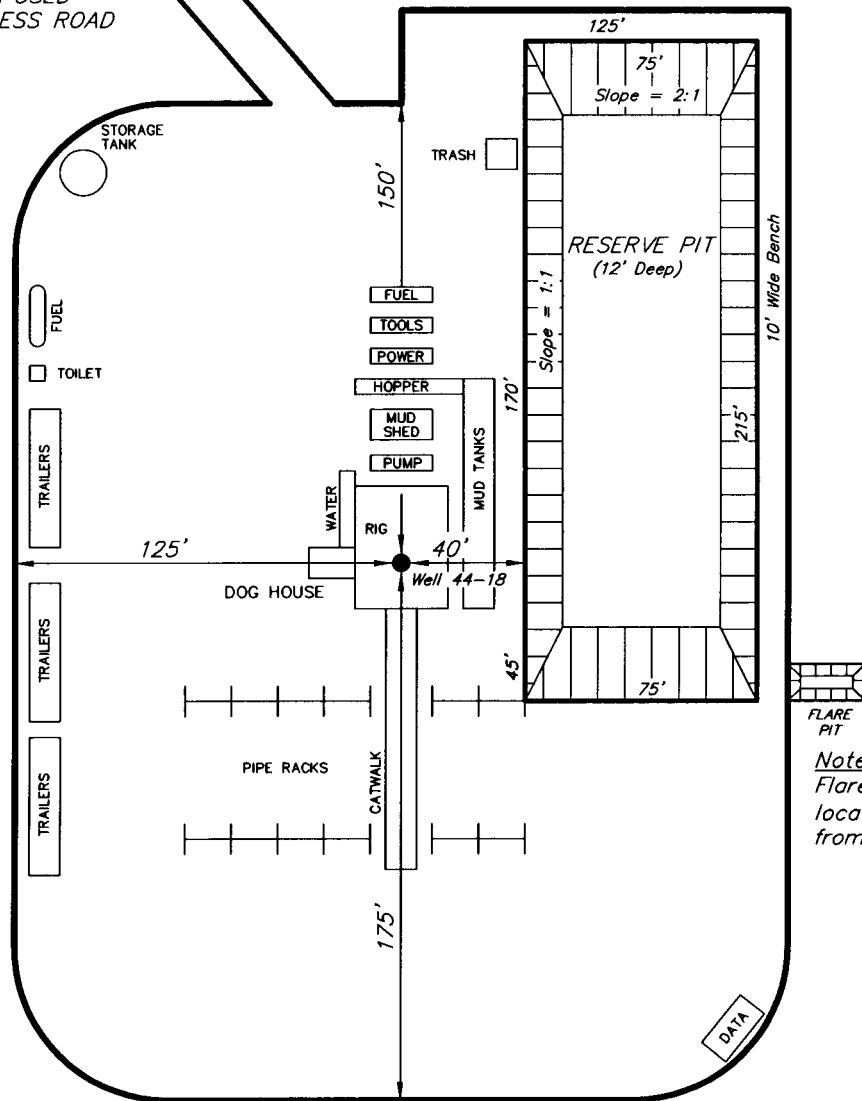 ESS ROAD
125'
75'
Slope = 2:1
STORAGE
TANK
TRASH
150'
RESERVE PIT
(12' Deep)
10' Wide Bench
Slope = 1:1
FUEL
FUEL
TOOLS
POWER
TOILET
HOPPER
170'
215'
MUD
SHED
MUD TANKS
TRAILERS
PUMP
WATER
RIG
125'
40'
Well 44-18
DOG HOUSE
TRAILERS
45'
75'
FLARE
PIT
PIPE RACKS
CATWALK
TRAILERS
Note
Flare
loca
from
175'
DATA